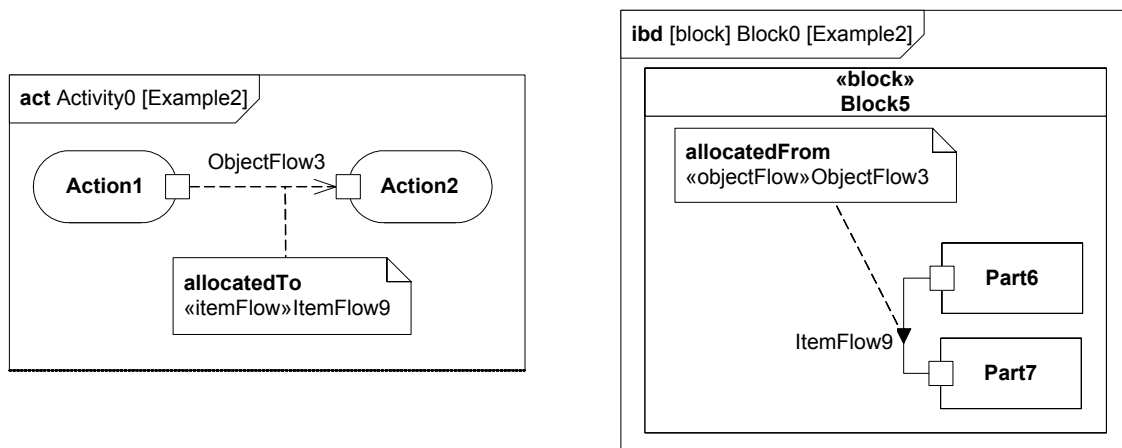 act Activity0 [Example2]
ObjectFlow3
Action1
Action2
allocatedTo
«itemFlow»ItemFlow9
ibd [block] Block0 [Example2]
«block»
Block5
allocatedFrom
«objectFlow»ObjectFlow3
Part6
ItemFlow9
Part7